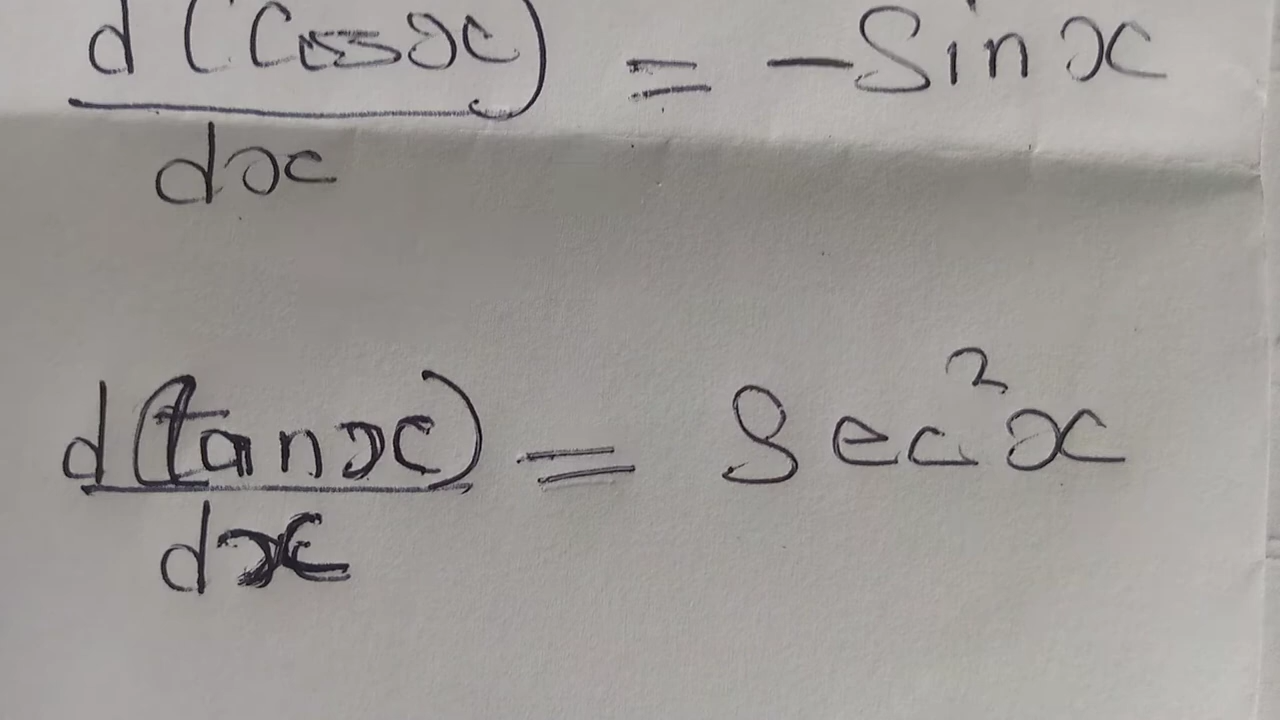 d(Cosx)/dx = -Sinx
d(tanx)/dx = Sec²x